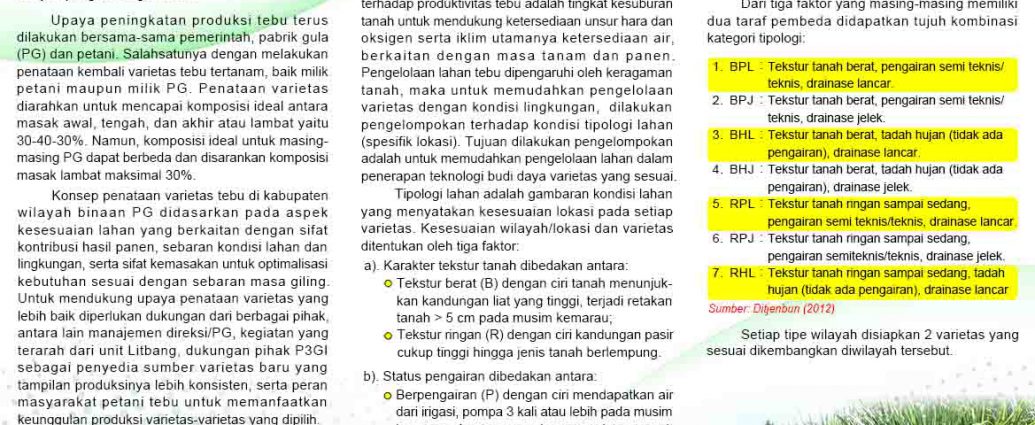 Upaya peningkatan produksi tebu terus
dilakukan bersama-sama pemerintah, pabrik gula
(PG) dan petani. Salahsatunya dengan melakukan
penataan kembali varietas tebu tertanam, baik milik
petani maupun milik PG. Penataan varietas
diarahkan untuk mencapai komposisi ideal antara
masak awal, tengah, dan akhir atau lambat yaitu
30-40-30%. Namun, komposisi ideal untuk masing-
masing PG dapat berbeda dan disarankan komposisi
masak lambat maksimal 30%.
Konsep penataan varietas tebu di kabupaten
wilayah binaan PG didasarkan pada aspek
kesesuaian lahan yang berkaitan dengan sifat
kontribusi hasil panen, sebaran kondisi lahan dan
lingkungan, serta sifat kemasakan untuk optimalisasi
kebutuhan sesuai dengan sebaran masa giling.
Untuk mendukung upaya penataan varietas yang
lebih baik diperlukan dukungan dari berbagai pihak,
antara lain manajemen direksi/PG, kegiatan yang
terarah dari unit Litbang, dukungan pihak P3GI
sebagai penyedia sumber varietas baru yang
tampilan produksinya lebih konsisten, serta peran
masyarakat petani tebu untuk memanfaatkan
keunggulan produksi varietas-varietas yang dipilih.
terhadap produktivitas tebu adalah tingkat kesuburan
tanah untuk mendukung ketersediaan unsur hara dan
oksigen serta iklim utamanya ketersediaan air,
berkaitan dengan masa tanam dan panen.
Pengelolaan lahan tebu dipengaruhi oleh keragaman
tanah, maka untuk memudahkan pengelolaan
varietas dengan kondisi lingkungan, dilakukan
pengelompokan terhadap kondisi tipologi lahan
(spesifik lokasi). Tujuan dilakukan pengelompokan
adalah untuk memudahkan pengelolaan lahan dalam
penerapan teknologi budi daya varietas yang sesuai.
Tipologi lahan adalah gambaran kondisi lahan
yang menyatakan kesesuaian lokasi pada setiap
varietas. Kesesuaian wilayah/lokasi dan varietas
ditentukan oleh tiga faktor:
a). Karakter tekstur tanah dibedakan antara:
Tekstur berat (B) dengan ciri tanah menunjuk-
kan kandungan liat yang tinggi, terjadi retakan
tanah > 5 cm pada musim kemarau;
Tekstur ringan (R) dengan ciri kandungan pasir
cukup tinggi hingga jenis tanah berlempung.
b). Status pengairan dibedakan antara:
Berpengairan (P) dengan ciri mendapatkan air
dari irigasi, pompa 3 kali atau lebih pada musim
Dari tiga faktor yang masing-masing memiliki
dua taraf pembeda didapatkan tujuh kombinasi
kategori tipologi:
1. BPL : Tekstur tanah berat, pengairan semi teknis/
teknis, drainase lancar.
2. BPJ : Tekstur tanah berat, pengairan semi teknis/
teknis, drainase jelek.
3. BHL : Tekstur tanah berat, tadah hujan (tidak ada
pengairan), drainase lancar.
4. BHJ : Tekstur tanah berat, tadah hujan (tidak ada
pengairan), drainase jelek.
5. RPL : Tekstur tanah ringan sampai sedang,
pengairan semi teknis/teknis, drainase lancar.
6. RPJ : Tekstur tanah ringan sampai sedang,
pengairan semiteknis/teknis, drainase jelek.
7. RHL : Tekstur tanah ringan sampai sedang, tadah
hujan (tidak ada pengairan), drainase lancar
Sumber: Ditjenbun (2012)
Setiap tipe wilayah disiapkan 2 varietas yang
sesuai dikembangkan diwilayah tersebut.